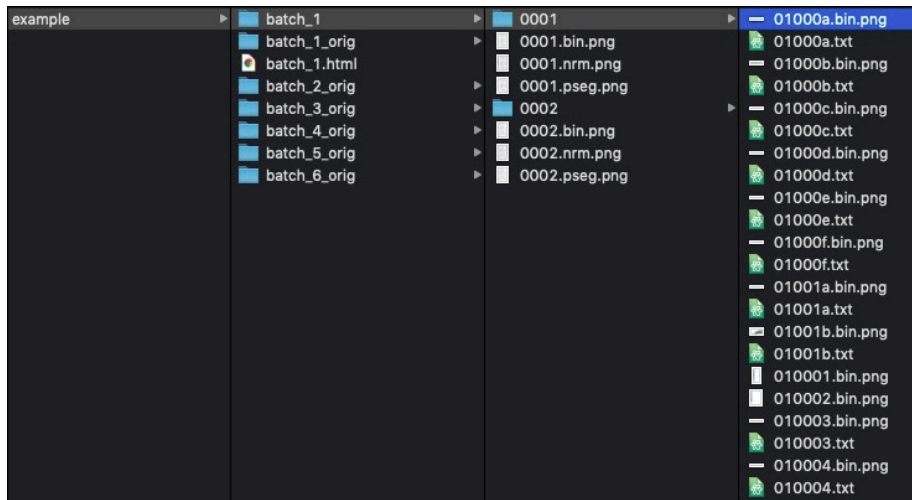 example
batch_1
batch_1_orig
batch_1.html
batch_2_orig
batch_3_orig
batch_4_orig
batch_5_orig
batch_6_orig
0001
0001.bin.png
0001.nrm.png
0001.pseg.png
0002
0002.bin.png
0002.nrm.png
0002.pseg.png
01000a.bin.png
01000a.txt
01000b.bin.png
01000b.txt
01000c.bin.png
01000c.txt
01000d.bin.png
01000d.txt
01000e.bin.png
01000e.txt
01000f.bin.png
01000f.txt
01001a.bin.png
01001a.txt
01001b.bin.png
01001b.txt
010001.bin.png
010002.bin.png
010003.bin.png
010003.txt
010004.bin.png
010004.txt